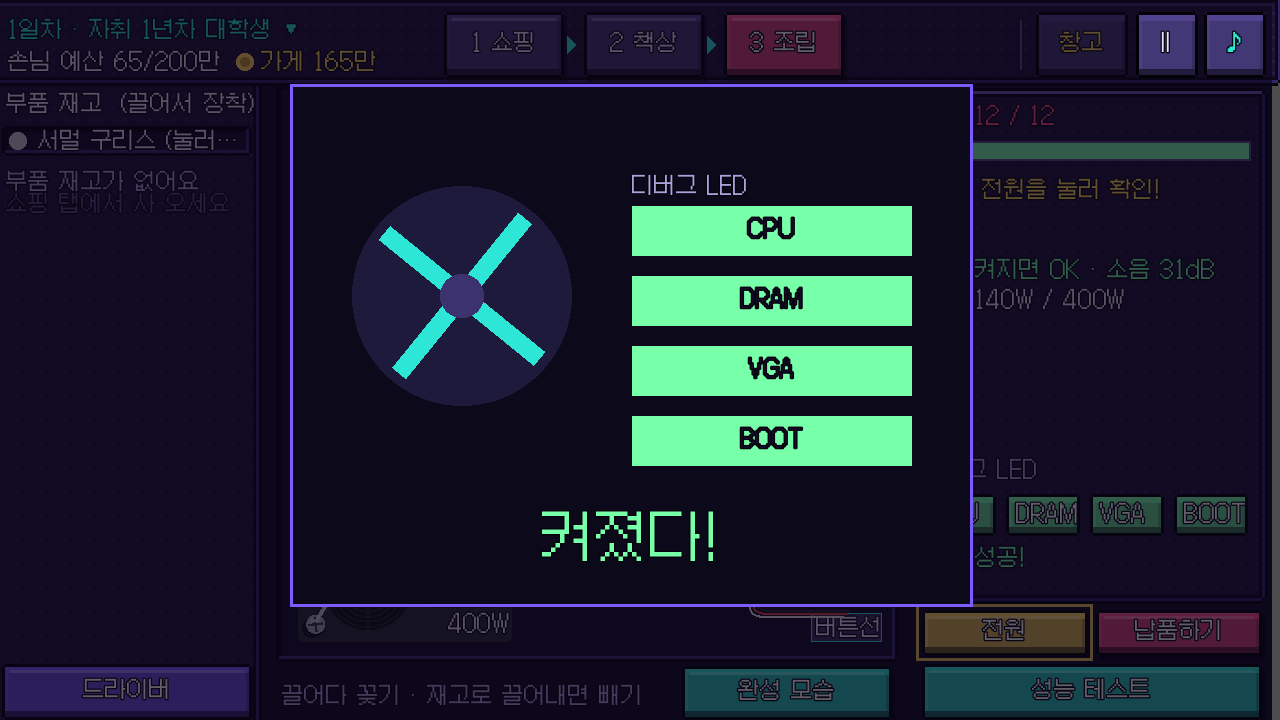 1일차 · 자취 1년차 대학생 ▼
손님 예산 65/200만 가게 165만
1 쇼핑
2 책상
3 조립
창고
부품 재고 (끌어서 장착)
서멀 구리스 (눌러…
부품 재고가 없어요
쇼핑 탭에서 사 오세요
12 / 12
전원을 눌러 확인!
켜지면 OK · 소음 31dB
140W / 400W
디버그 LED
CPU
DRAM
VGA
BOOT
켜졌다!
그 LED
DRAM
VGA
BOOT
성공!
400W
버튼선
전원
납품하기
드라이버
끌어다 꽂기 · 재고로 끌어내면 빼기
완성 모습
성능 테스트